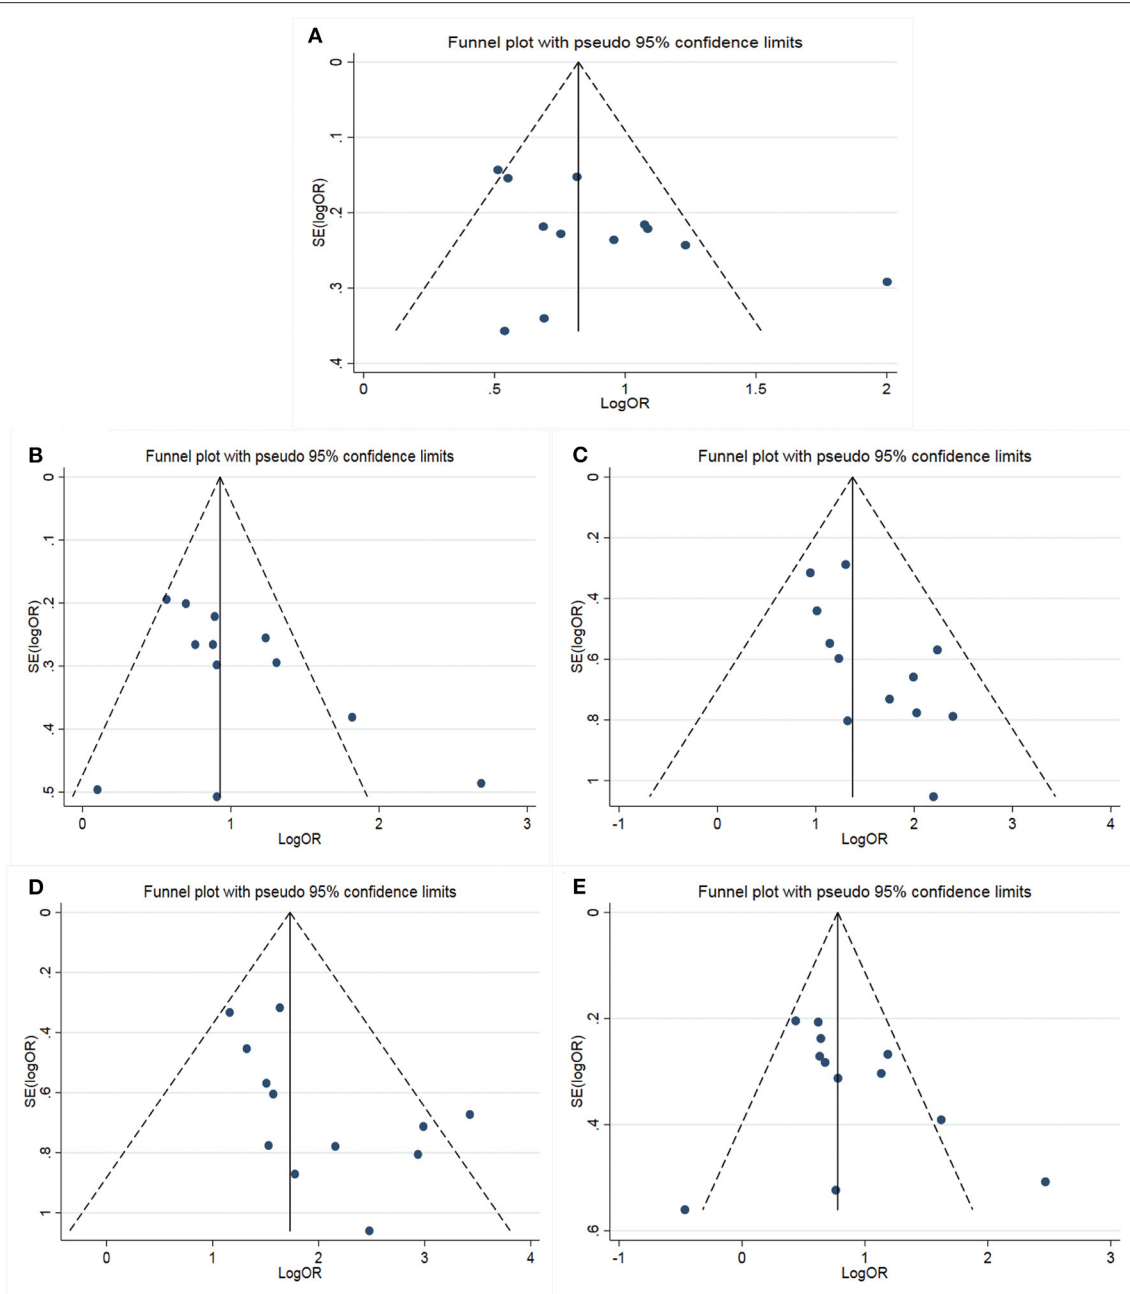 A
Funnel plot with pseudo 95% confidence limits
SE(logOR)
0
.1
.2
.3
.4
0
.5
1
1.5
2
LogOR
B
Funnel plot with pseudo 95% confidence limits
SE(logOR)
0
.1
.2
.3
.4
.5
0
1
2
3
LogOR
C
Funnel plot with pseudo 95% confidence limits
SE(logOR)
0
.2
.4
.6
.8
1
-1
0
1
2
3
4
LogOR
D
Funnel plot with pseudo 95% confidence limits
SE(logOR)
0
.2
.4
.6
.8
1
0
1
2
3
4
LogOR
E
Funnel plot with pseudo 95% confidence limits
SE(logOR)
0
.2
.4
.6
-1
0
1
2
3
LogOR